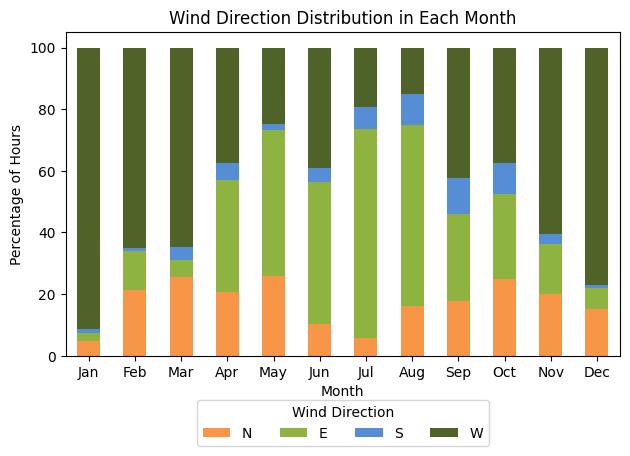 Wind Direction Distribution in Each Month
Percentage of Hours
100
80
60
40
20
0
Jan Feb Mar Apr May Jun Jul Aug Sep Oct Nov Dec
Month
Wind Direction
N E S W